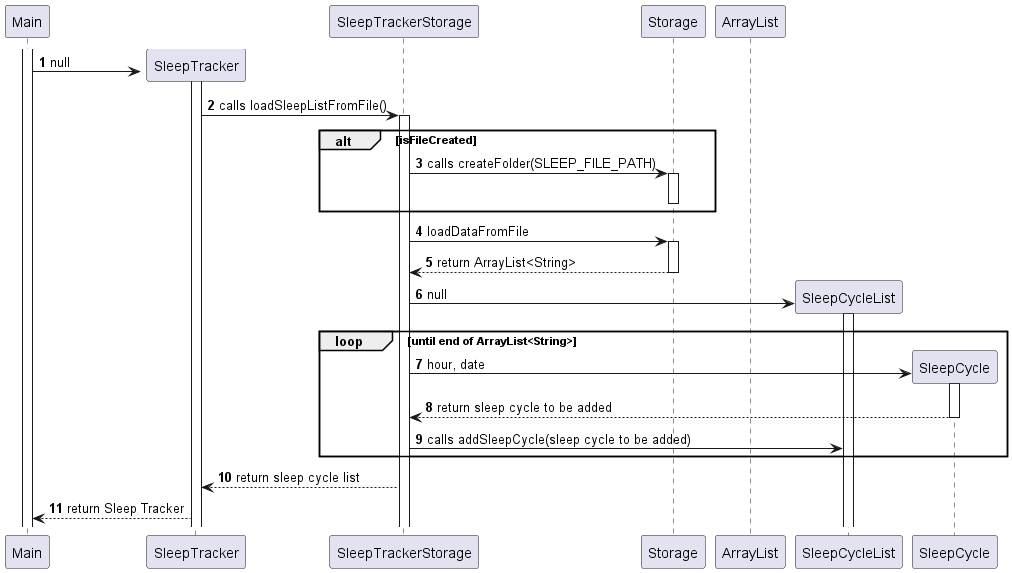 Main
SleepTrackerStorage
Storage
ArrayList
1 null
SleepTracker
2 calls loadSleepListFromFile()
alt
[isFileCreated]
3 calls createFolder(SLEEP_FILE_PATH)
4 loadDataFromFile
5 return ArrayList<String>
6 null
SleepCycleList
loop
[until end of ArrayList<String>]
7 hour, date
SleepCycle
8 return sleep cycle to be added
9 calls addSleepCycle(sleep cycle to be added)
10 return sleep cycle list
11 return Sleep Tracker
Main
SleepTracker
SleepTrackerStorage
Storage
ArrayList
SleepCycleList
SleepCycle